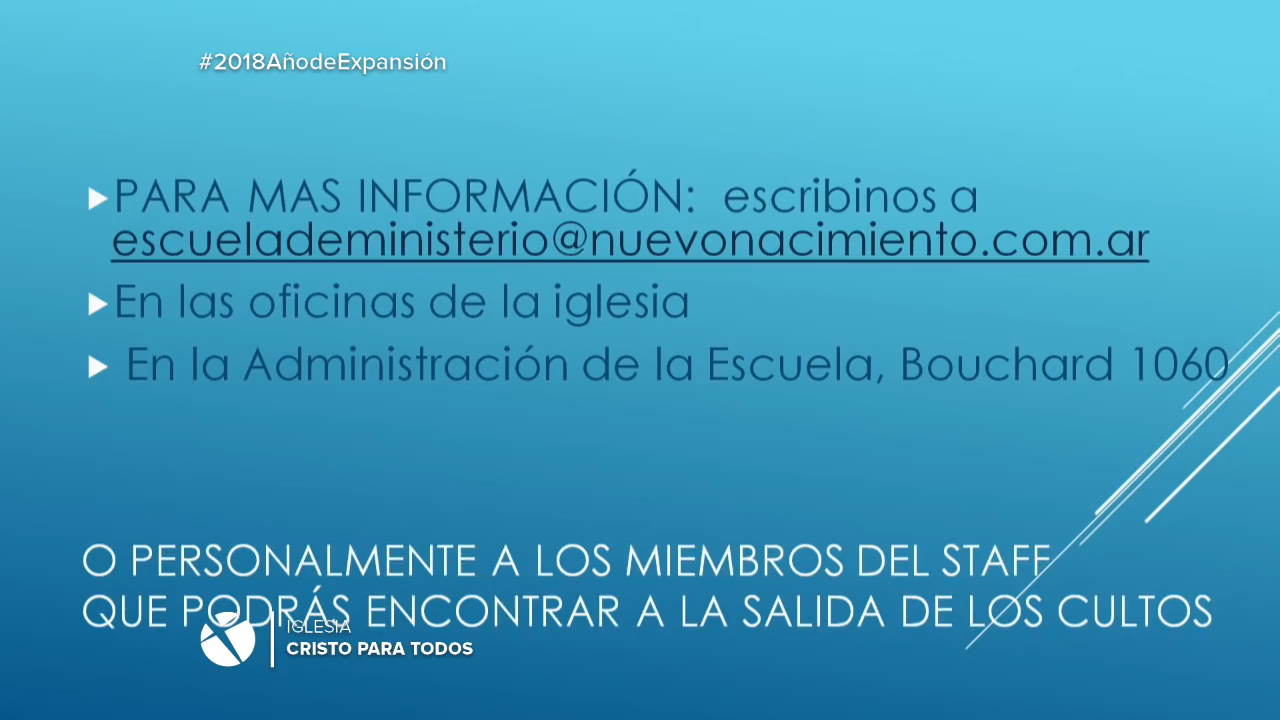 #2018AñodeExpansión
PARA MAS INFORMACIÓN: escribinos a
escueladeministerio@nuevonacimiento.com.ar
En las oficinas de la iglesia
En la Administración de la Escuela, Bouchard 1060
O PERSONALMENTE A LOS MIEMBROS DEL STAFF
QUE PODRÁS ENCONTRAR A LA SALIDA DE LOS CULTOS
IGLESIA
CRISTO PARA TODOS